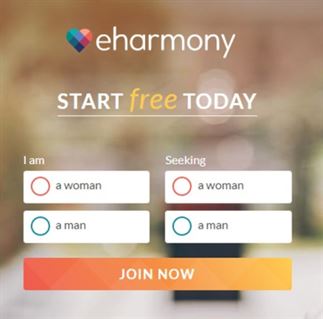 eharmony
START free TODAY
I am Seeking
a woman a woman
a man a man
JOIN NOW